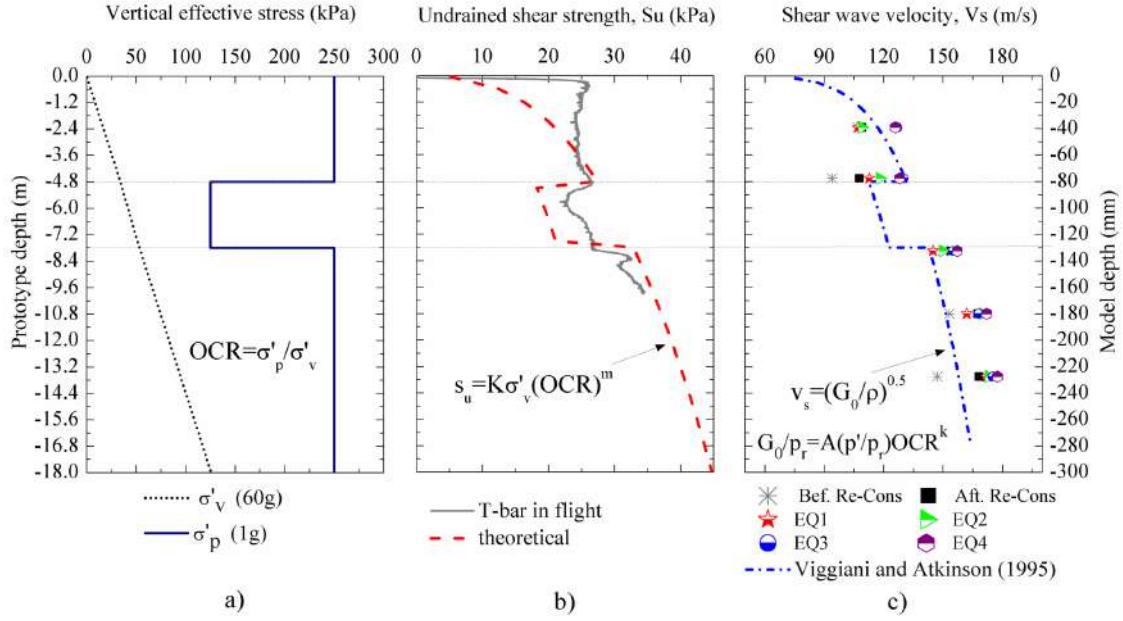 Vertical effective stress (kPa)
0 50 100 150 200 250 300
0.0
-1.2
-2.4
-3.6
-4.8
-6.0
-7.2
-8.4
-9.6
-10.8
-12.0
-13.2
-14.4
-15.6
-16.8
-18.0
Prototype depth (m)
OCR=σ'p/σ'v
σ'v (60g)
σ'p (1g)
a)
Undrained shear strength, Su (kPa)
0 10 20 30 40
su=Kσ'v(OCR)^m
T-bar in flight
theoretical
b)
Shear wave velocity, Vs (m/s)
60 90 120 150 180
0
-20
-40
-60
-80
-100
-120
-140
-160
-180
-200
-220
-240
-260
-280
-300
Model depth (mm)
vs=(G0/ρ)^0.5
G0/pr=A(p'/pr)OCR^k
Bef. Re-Cons Aft. Re-Cons
EQ1 EQ2
EQ3 EQ4
Viggiani and Atkinson (1995)
c)